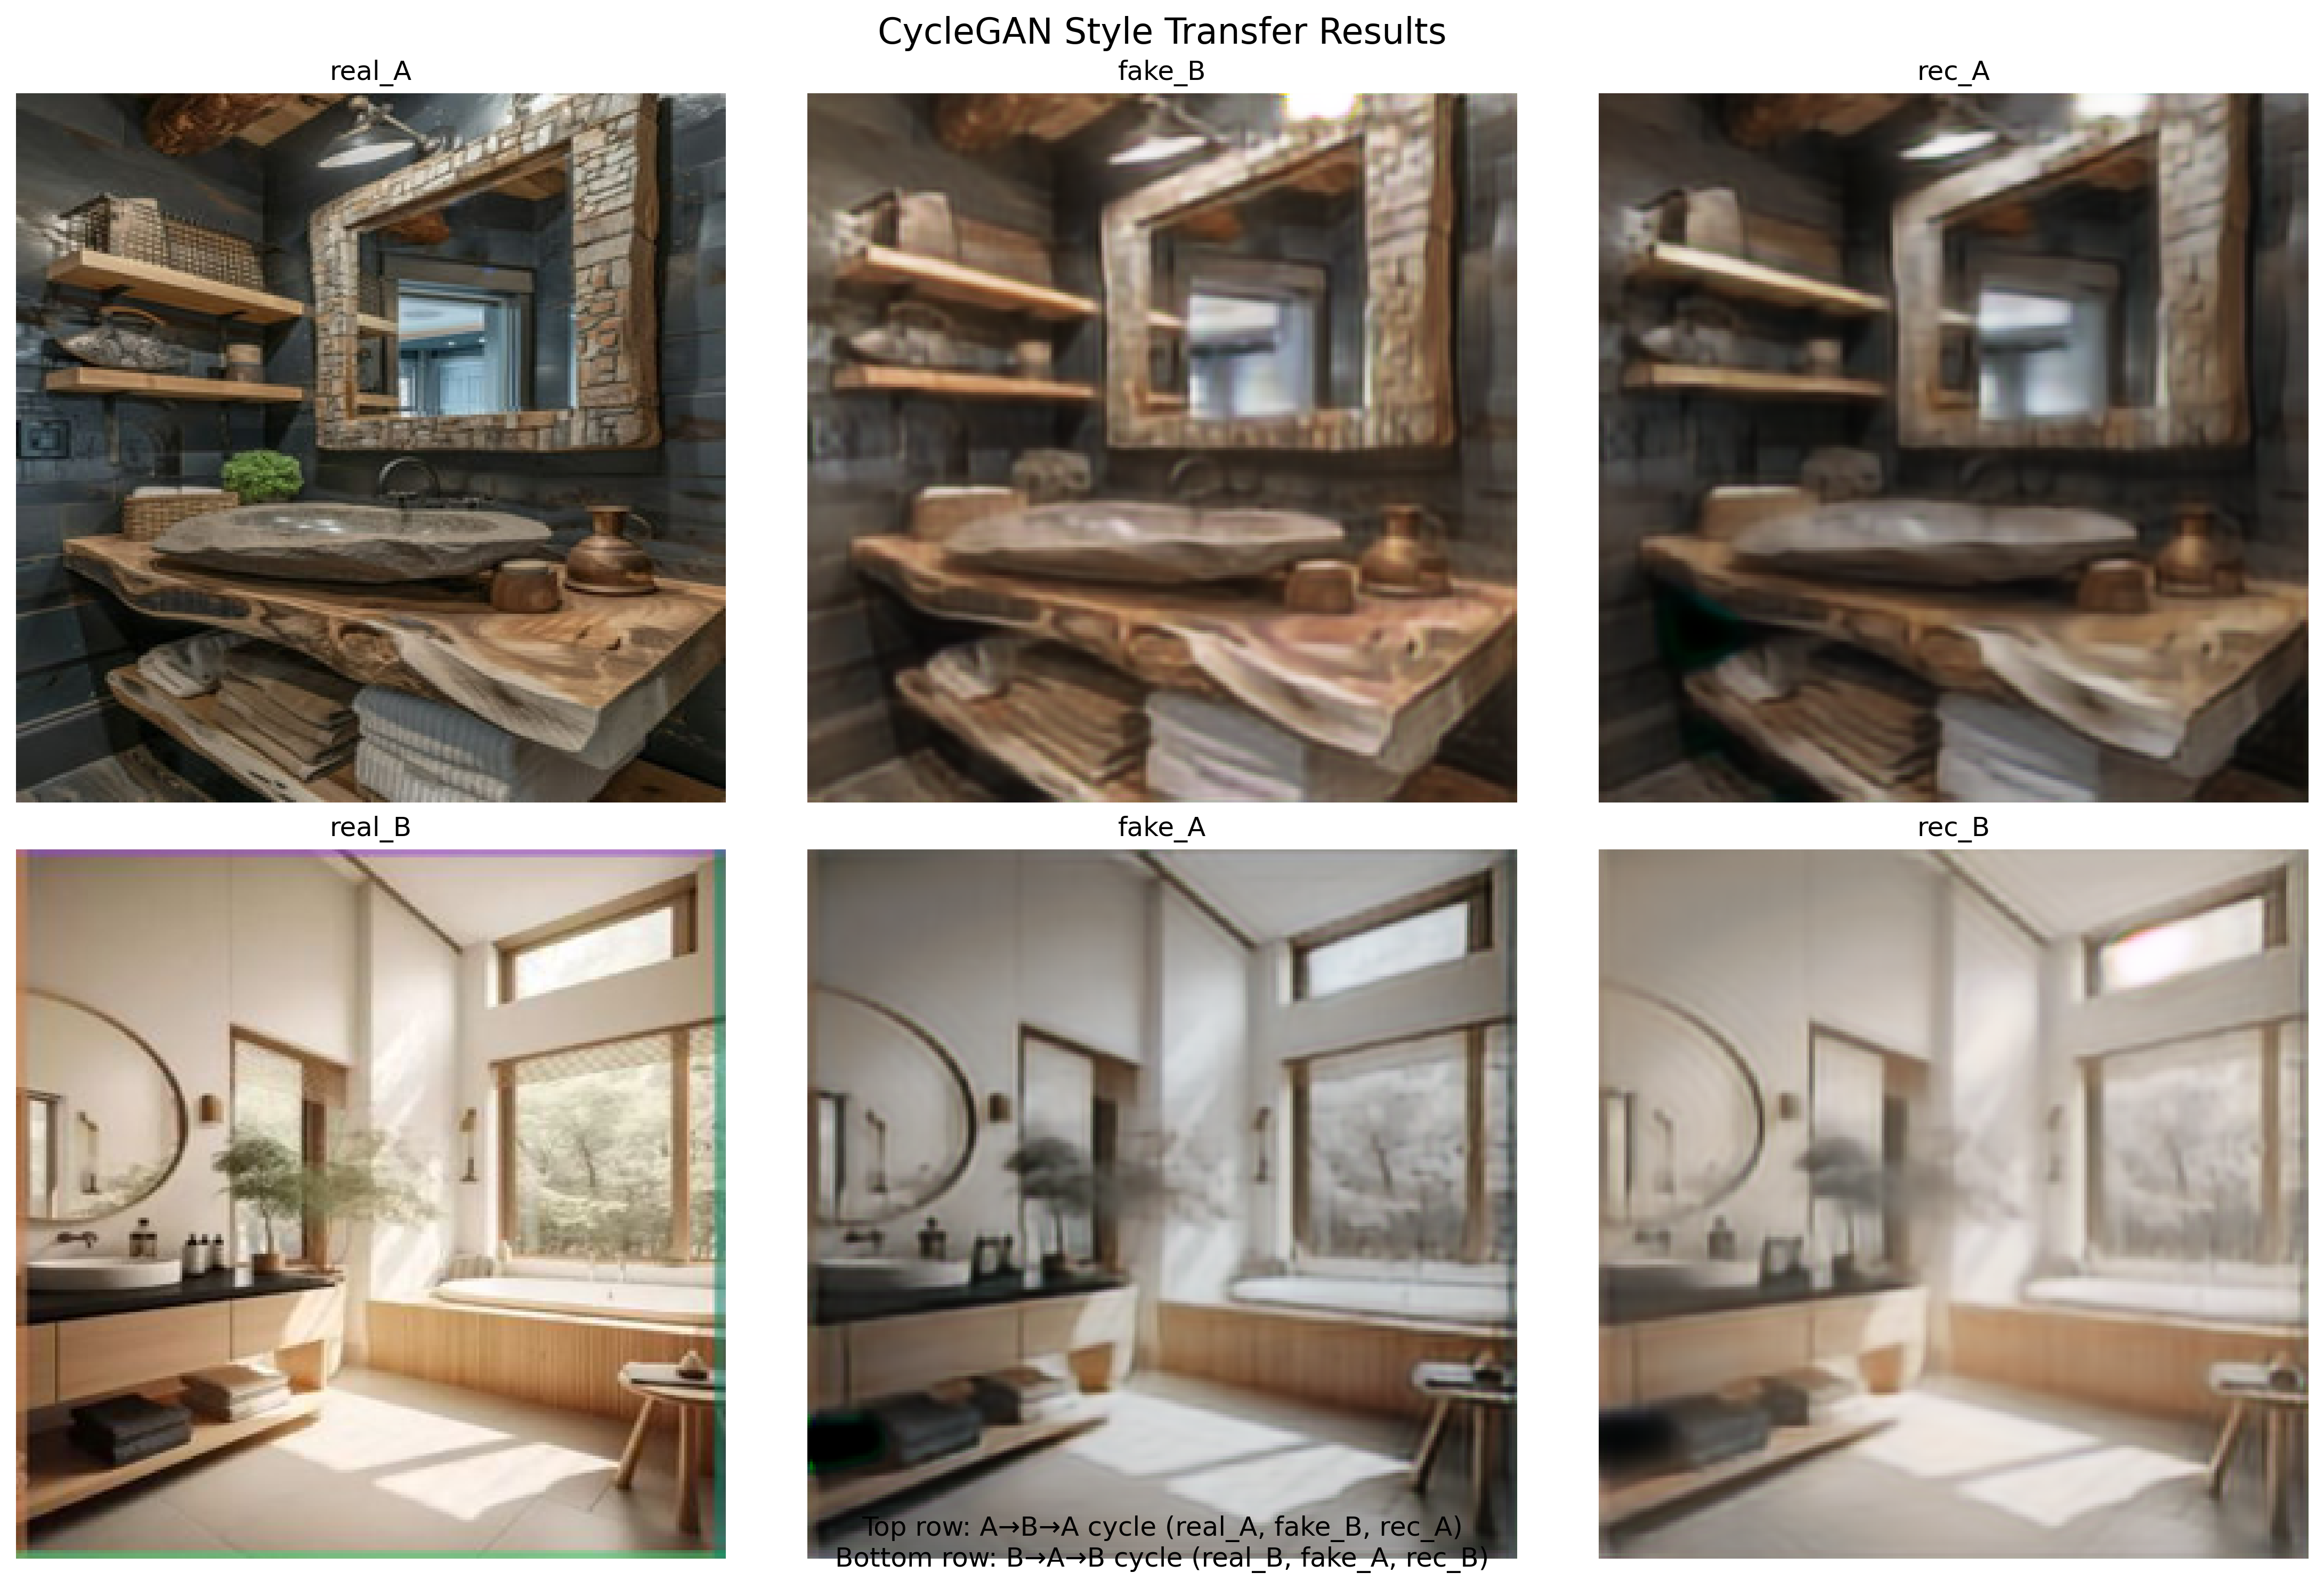 CycleGAN Style Transfer Results
real_A
fake_B
rec_A
real_B
fake_A
rec_B
Top row: A→B→A cycle (real_A, fake_B, rec_A)
Bottom row: B→A→B cycle (real_B, fake_A, rec_B)